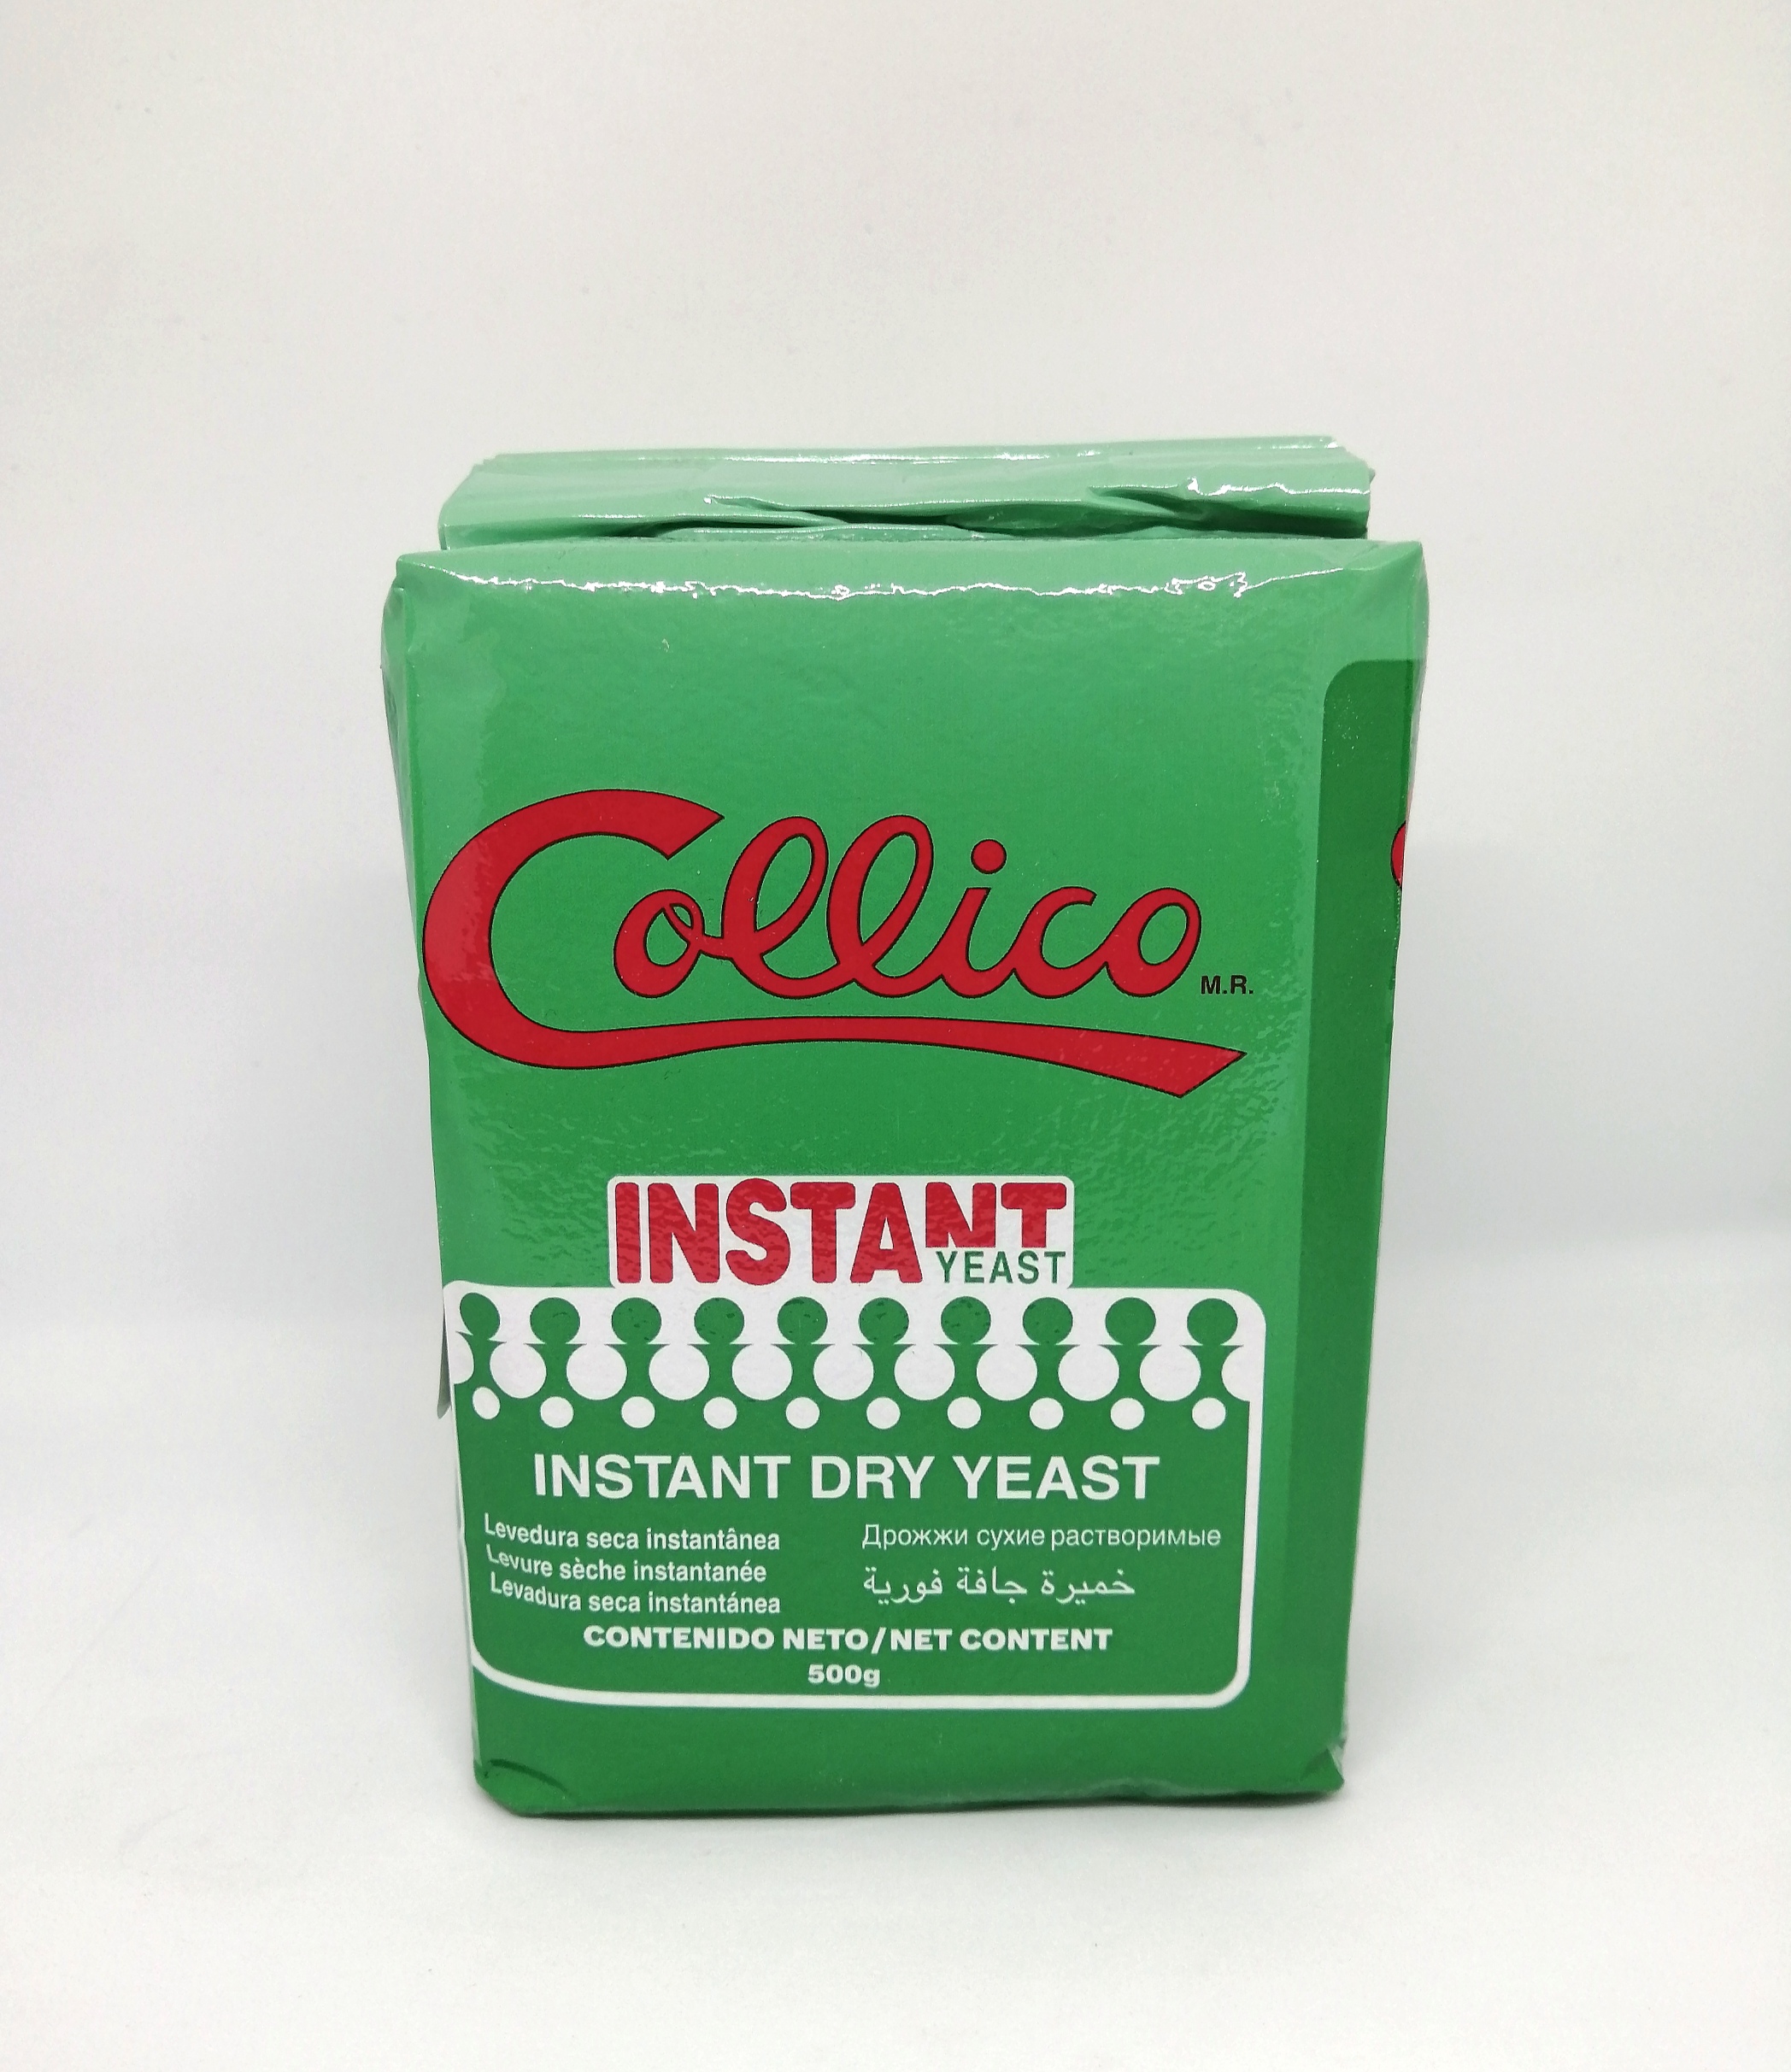 Collico M.R.
INSTANT
YEAST
INSTANT DRY YEAST
Levedura seca instantânea
Levure sèche instantanée
Levadura seca instantánea
Дрожжи сухие растворимые
خميرة جافة فورية
CONTENIDO NETO/NET CONTENT
500g